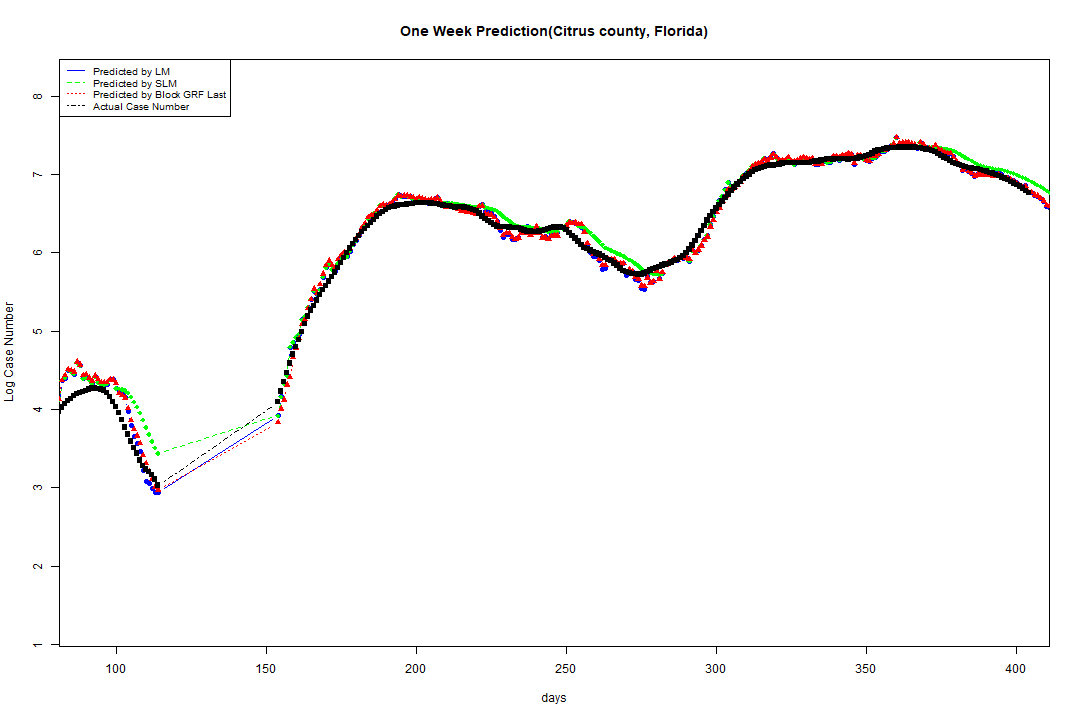 One Week Prediction(Citrus county, Florida)
Predicted by LM
Predicted by SLM
Predicted by Block GRF Last
Actual Case Number
8
7
6
5
4
3
2
1
Log Case Number
100 150 200 250 300 350 400
days